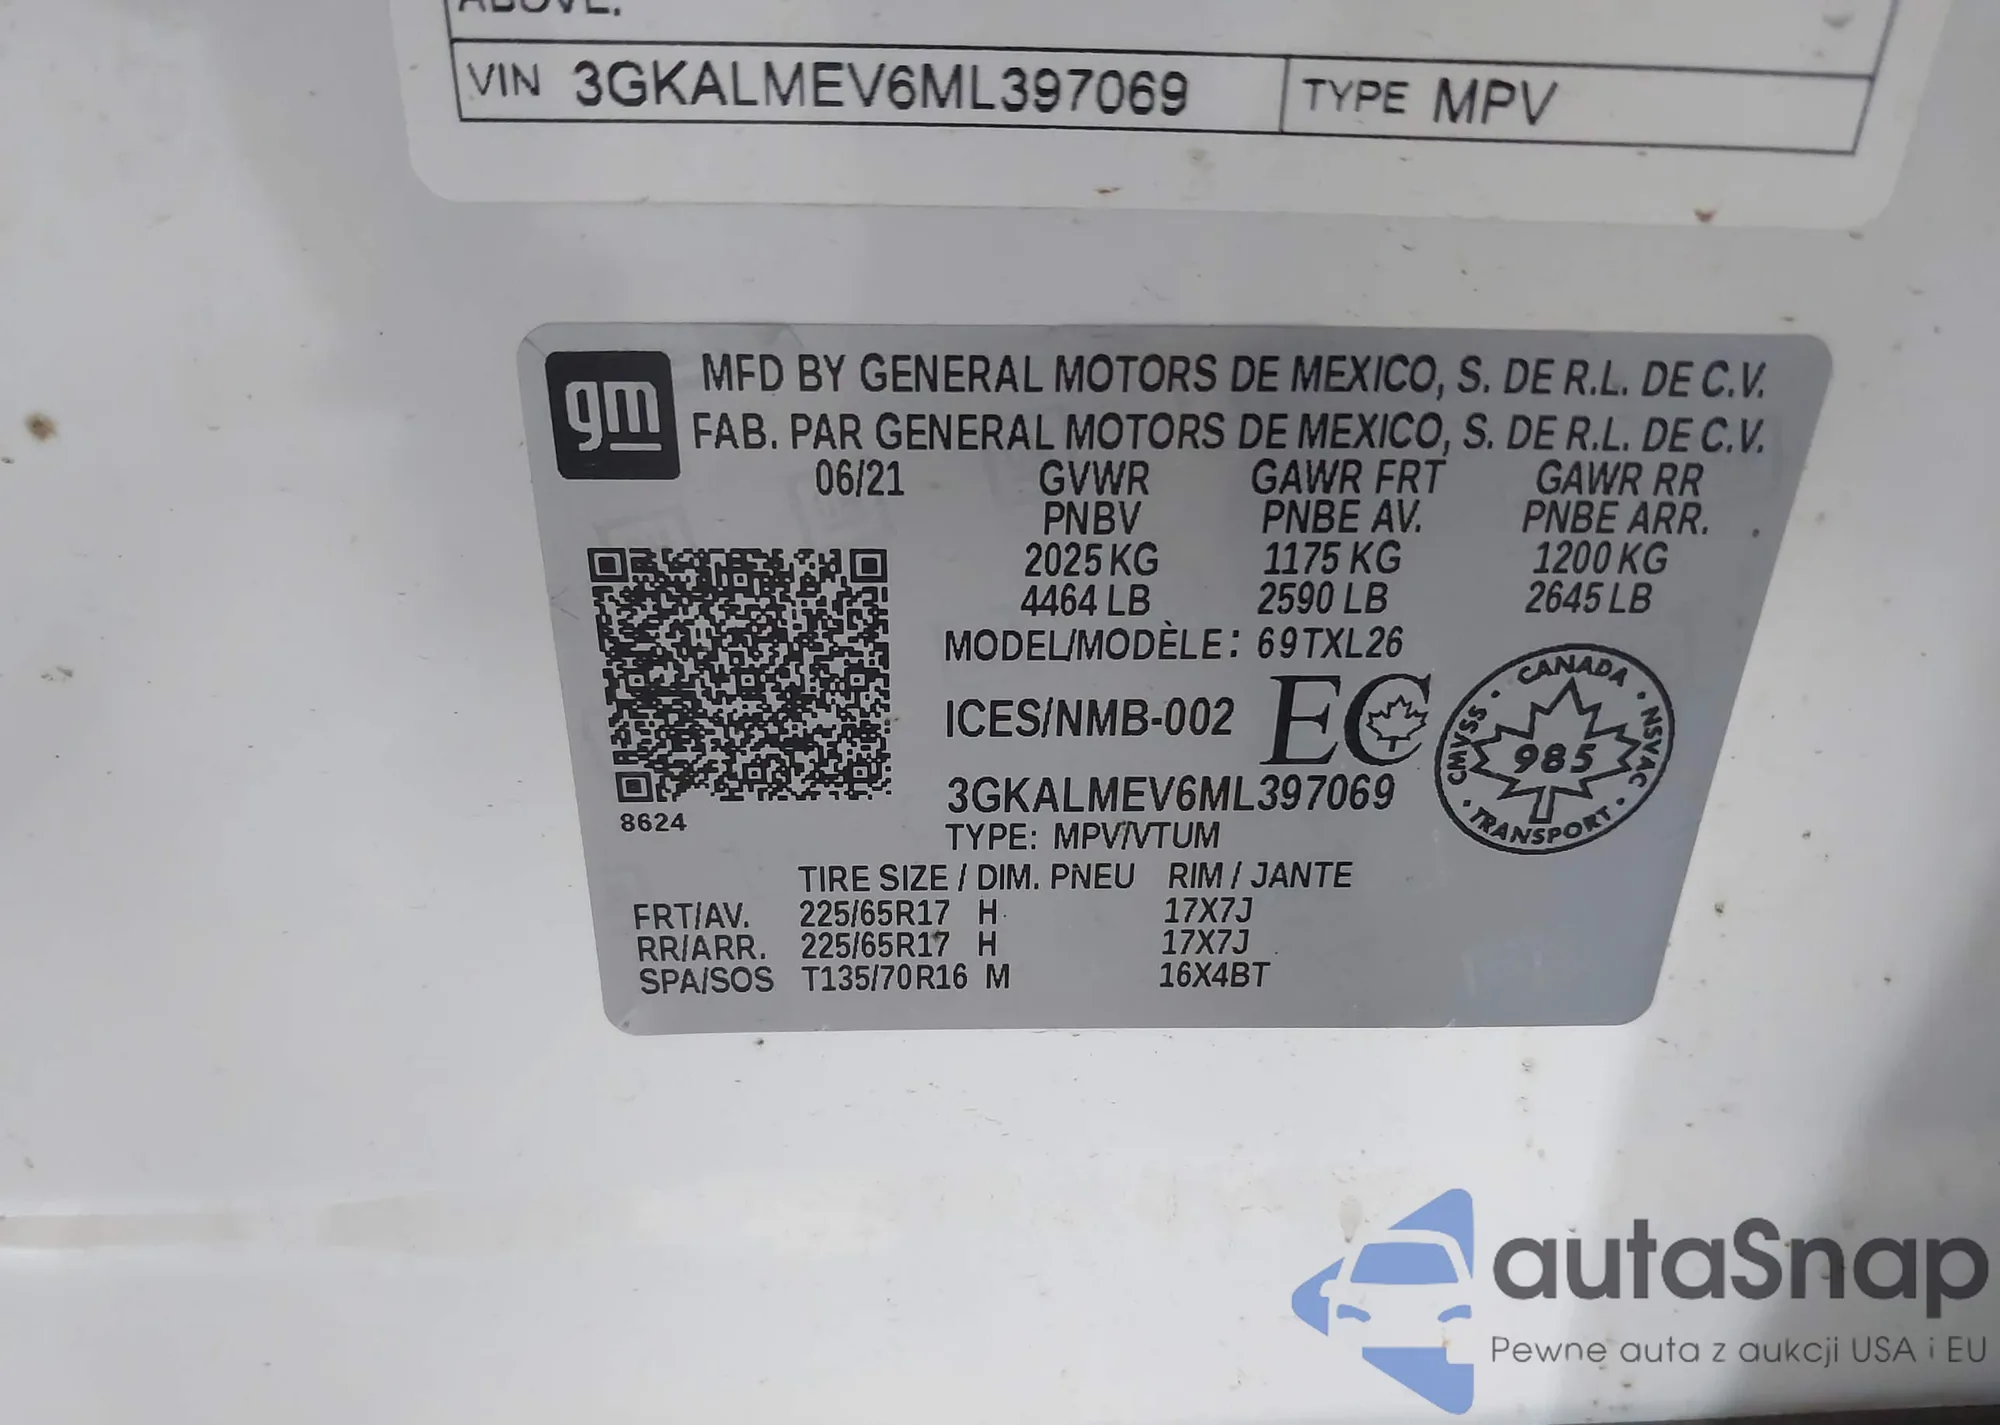 ABOVE.
VIN 3GKALMEV6ML397069 TYPE MPV
gm
MFD BY GENERAL MOTORS DE MEXICO, S. DE R.L. DE C.V.
FAB. PAR GENERAL MOTORS DE MEXICO, S. DE R.L. DE C.V.
06/21 GVWR GAWR FRT GAWR RR
PNBV PNBE AV. PNBE ARR.
2025 KG 1175 KG 1200 KG
4464 LB 2590 LB 2645 LB
MODEL/MODÈLE: 69TXL26
ICES/NMB-002 EC
CANADA · NSVAC · TRANSPORT · CMVSS ·
985
3GKALMEV6ML397069
8624
TYPE: MPV/VTUM
TIRE SIZE / DIM. PNEU RIM / JANTE
FRT/AV. 225/65R17 H 17X7J
RR/ARR. 225/65R17 H 17X7J
SPA/SOS T135/70R16 M 16X4BT
autaSnap
Pewne auta z aukcji USA i EU